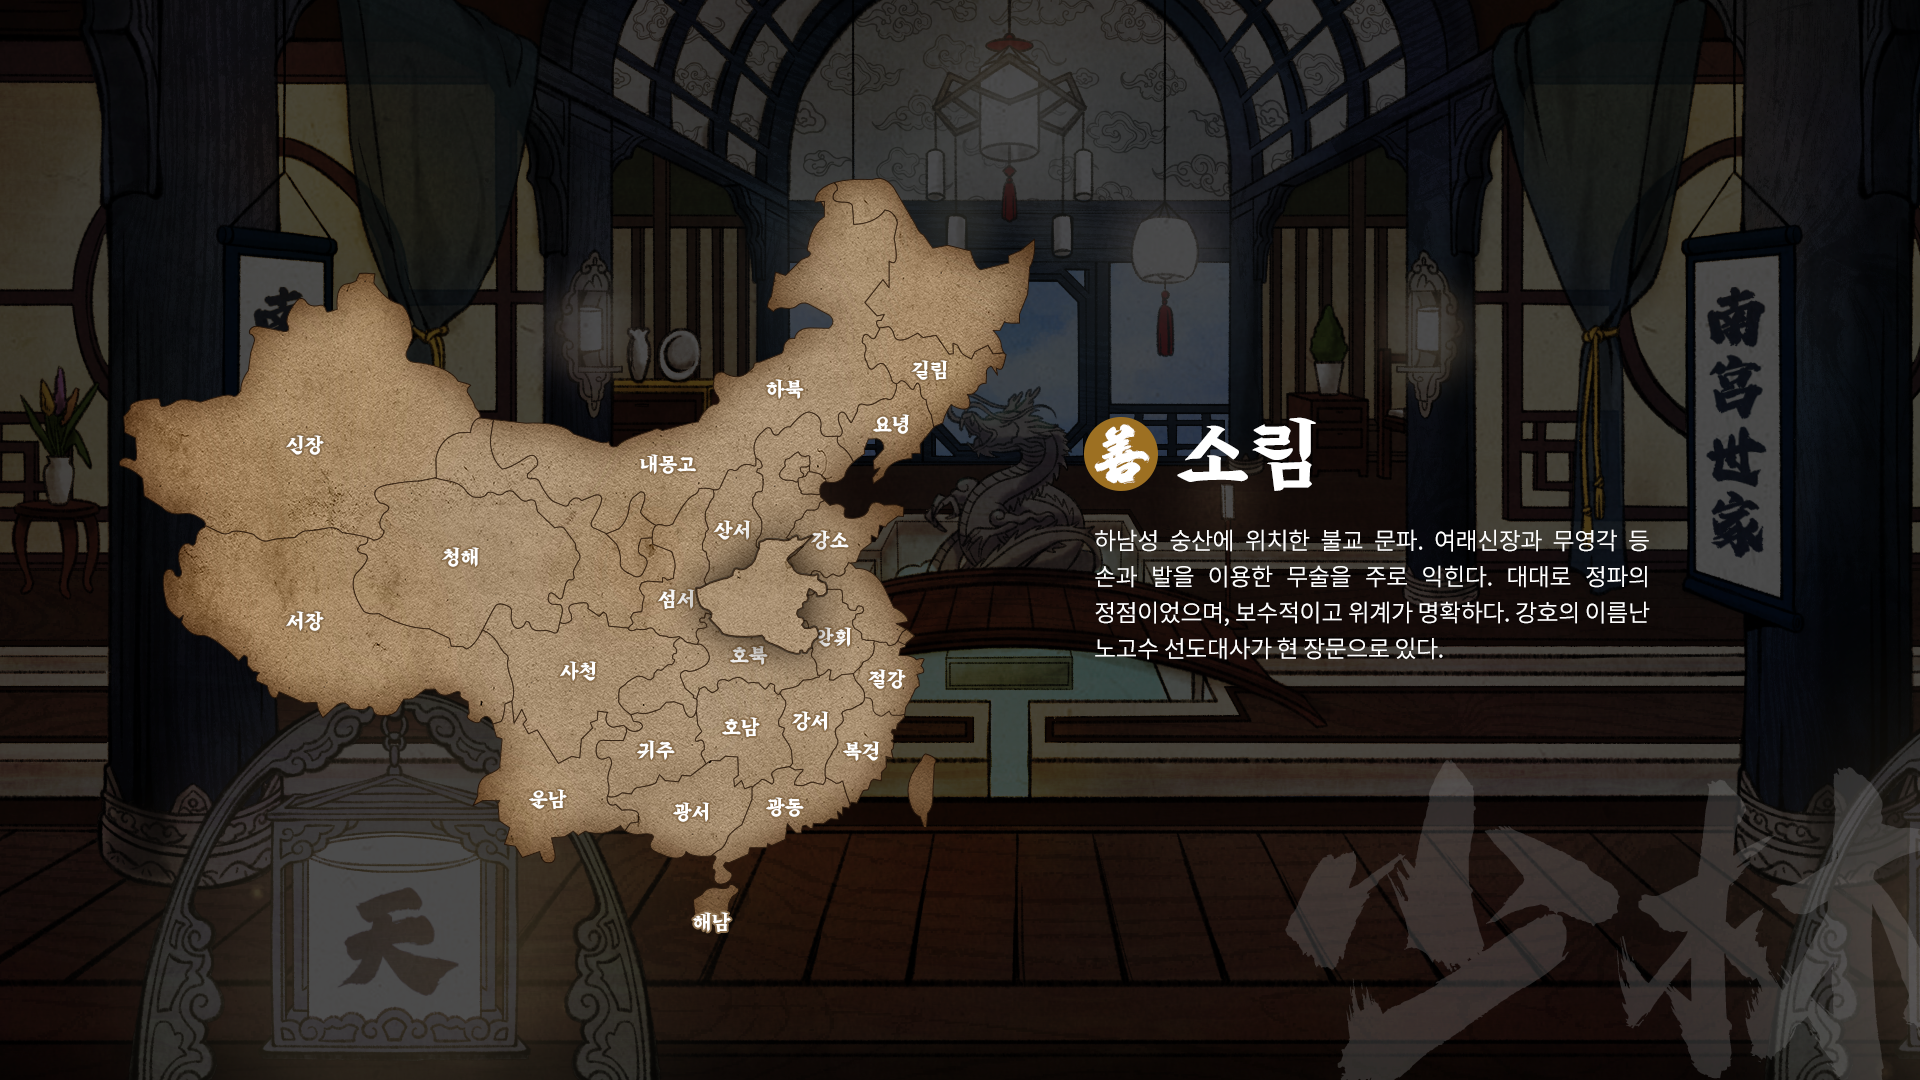 南
南宮世家
길림
하북
요녕
신장
내몽고
산서
강소
청해
섬서
서장
안휘
호북
사천
절강
호남
강서
귀주
복건
운남
광서
광동
해남
天
善 소림
하남성 숭산에 위치한 불교 문파. 여래신장과 무영각 등
손과 발을 이용한 무술을 주로 익힌다. 대대로 정파의
정점이었으며, 보수적이고 위계가 명확하다. 강호의 이름난
노고수 선도대사가 현 장문으로 있다.
少林